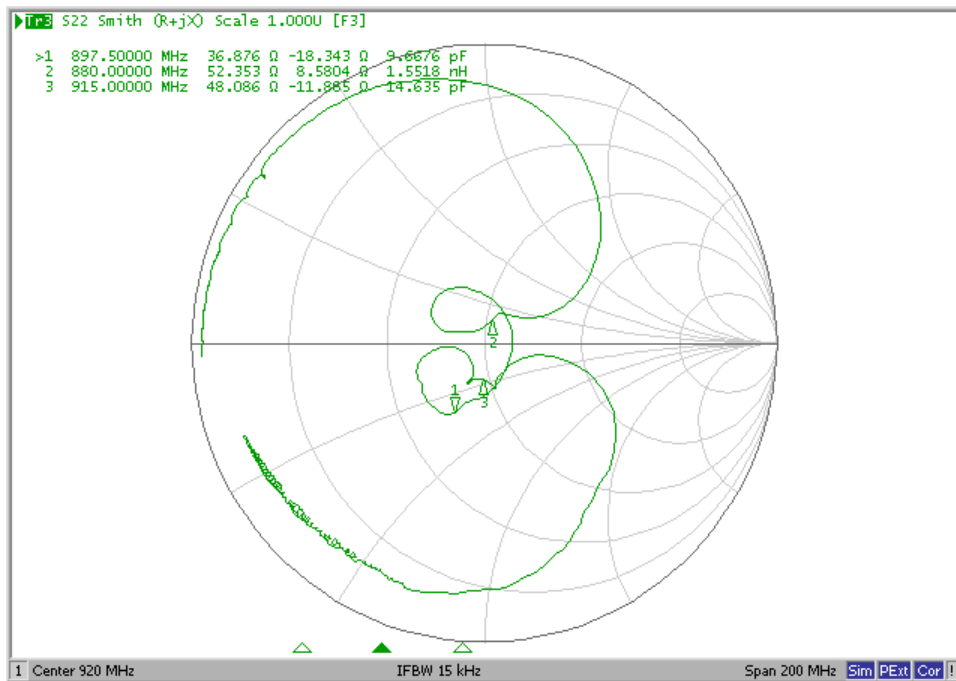 Tr3 S22 Smith (R+jX) Scale 1.000U [F3]
>1 897.50000 MHz 36.876 Ω -18.343 Ω 9.6676 pF
2 880.00000 MHz 52.353 Ω 8.5804 Ω 1.5518 nH
3 915.00000 MHz 48.086 Ω -11.885 Ω 14.635 pF
2
1
3
1 Center 920 MHz IFBW 15 kHz Span 200 MHz Sim PExt Cor !